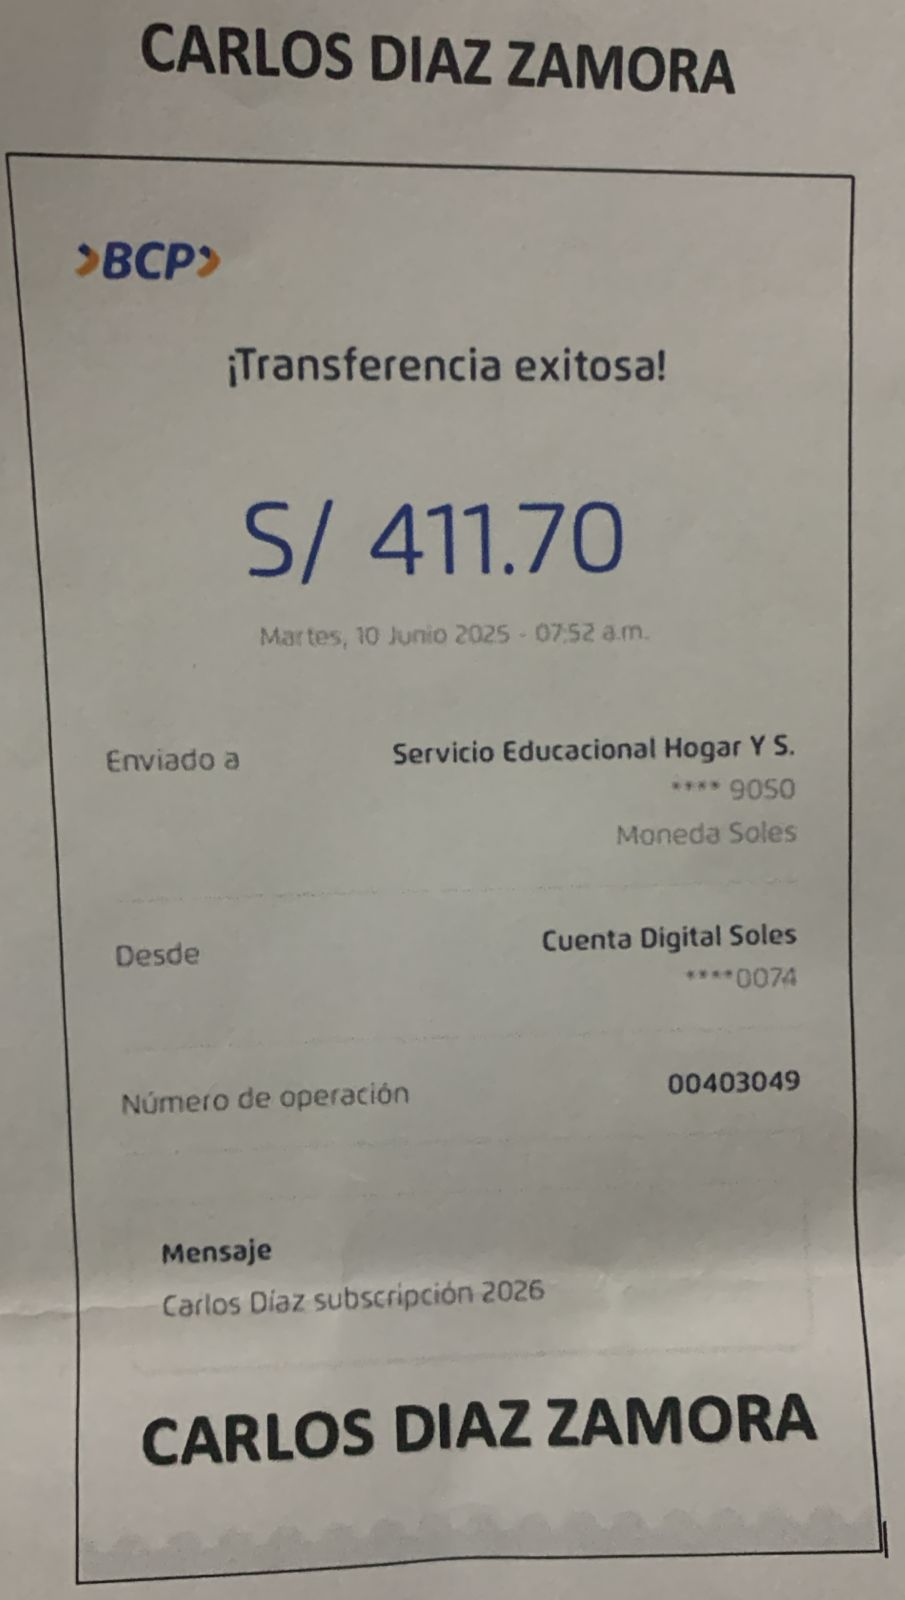 CARLOS DIAZ ZAMORA
BCP
¡Transferencia exitosa!
S/ 411.70
Martes, 10 Junio 2025 - 07:52 a.m.
Enviado a
Servicio Educacional Hogar Y S.
**** 9050
Moneda Soles
Desde
Cuenta Digital Soles
****0074
Número de operación
00403049
Mensaje
Carlos Díaz subscripción 2026
CARLOS DIAZ ZAMORA